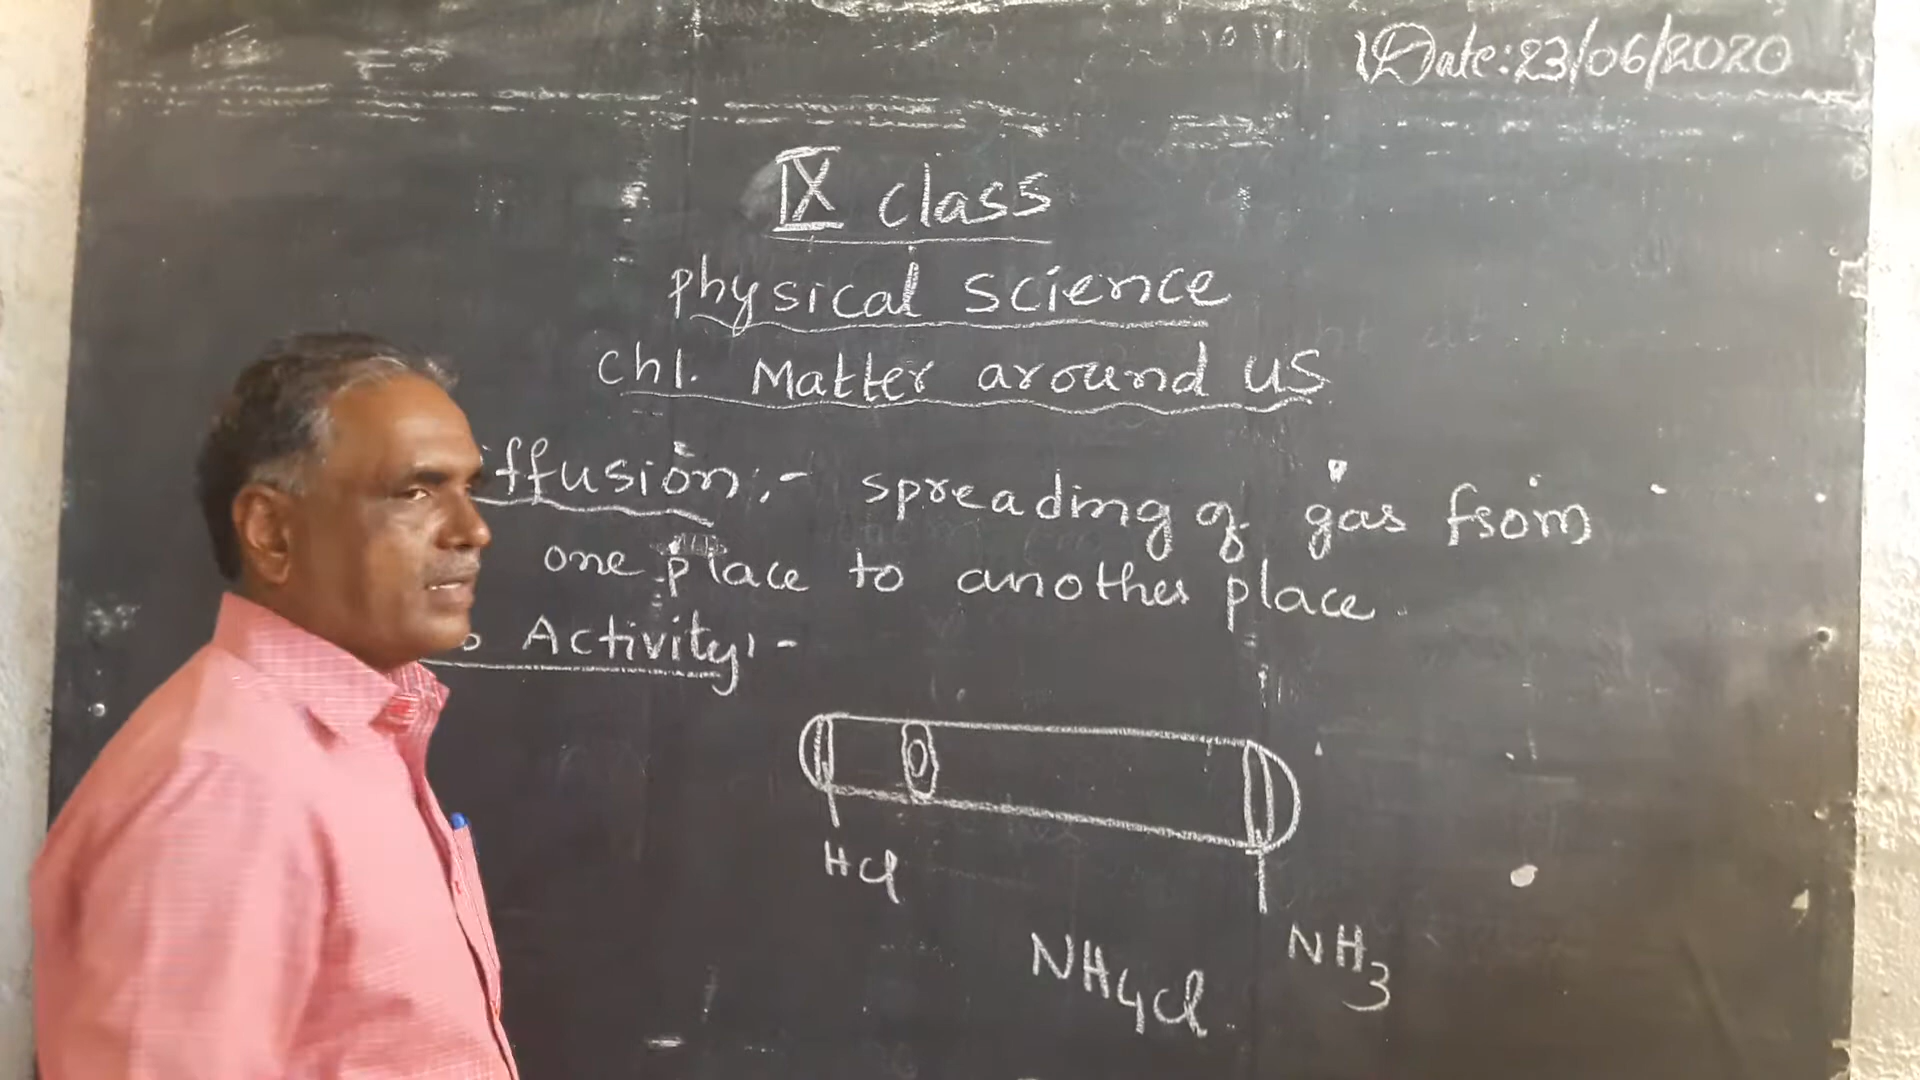 Date: 23/06/2020
IX class
physical science
ch1. Matter around us
iffusion:- spreading of gas from
one place to another place.
Activity:-
HCl
NH3
NH4Cl